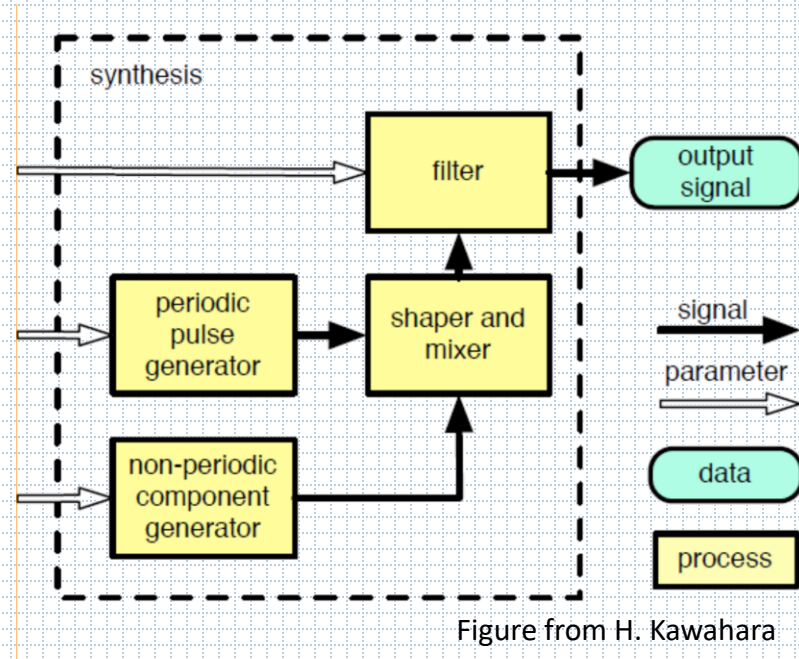 synthesis
filter
output
signal
periodic
pulse
generator
shaper and
mixer
signal
parameter
non-periodic
component
generator
data
process
Figure from H. Kawahara